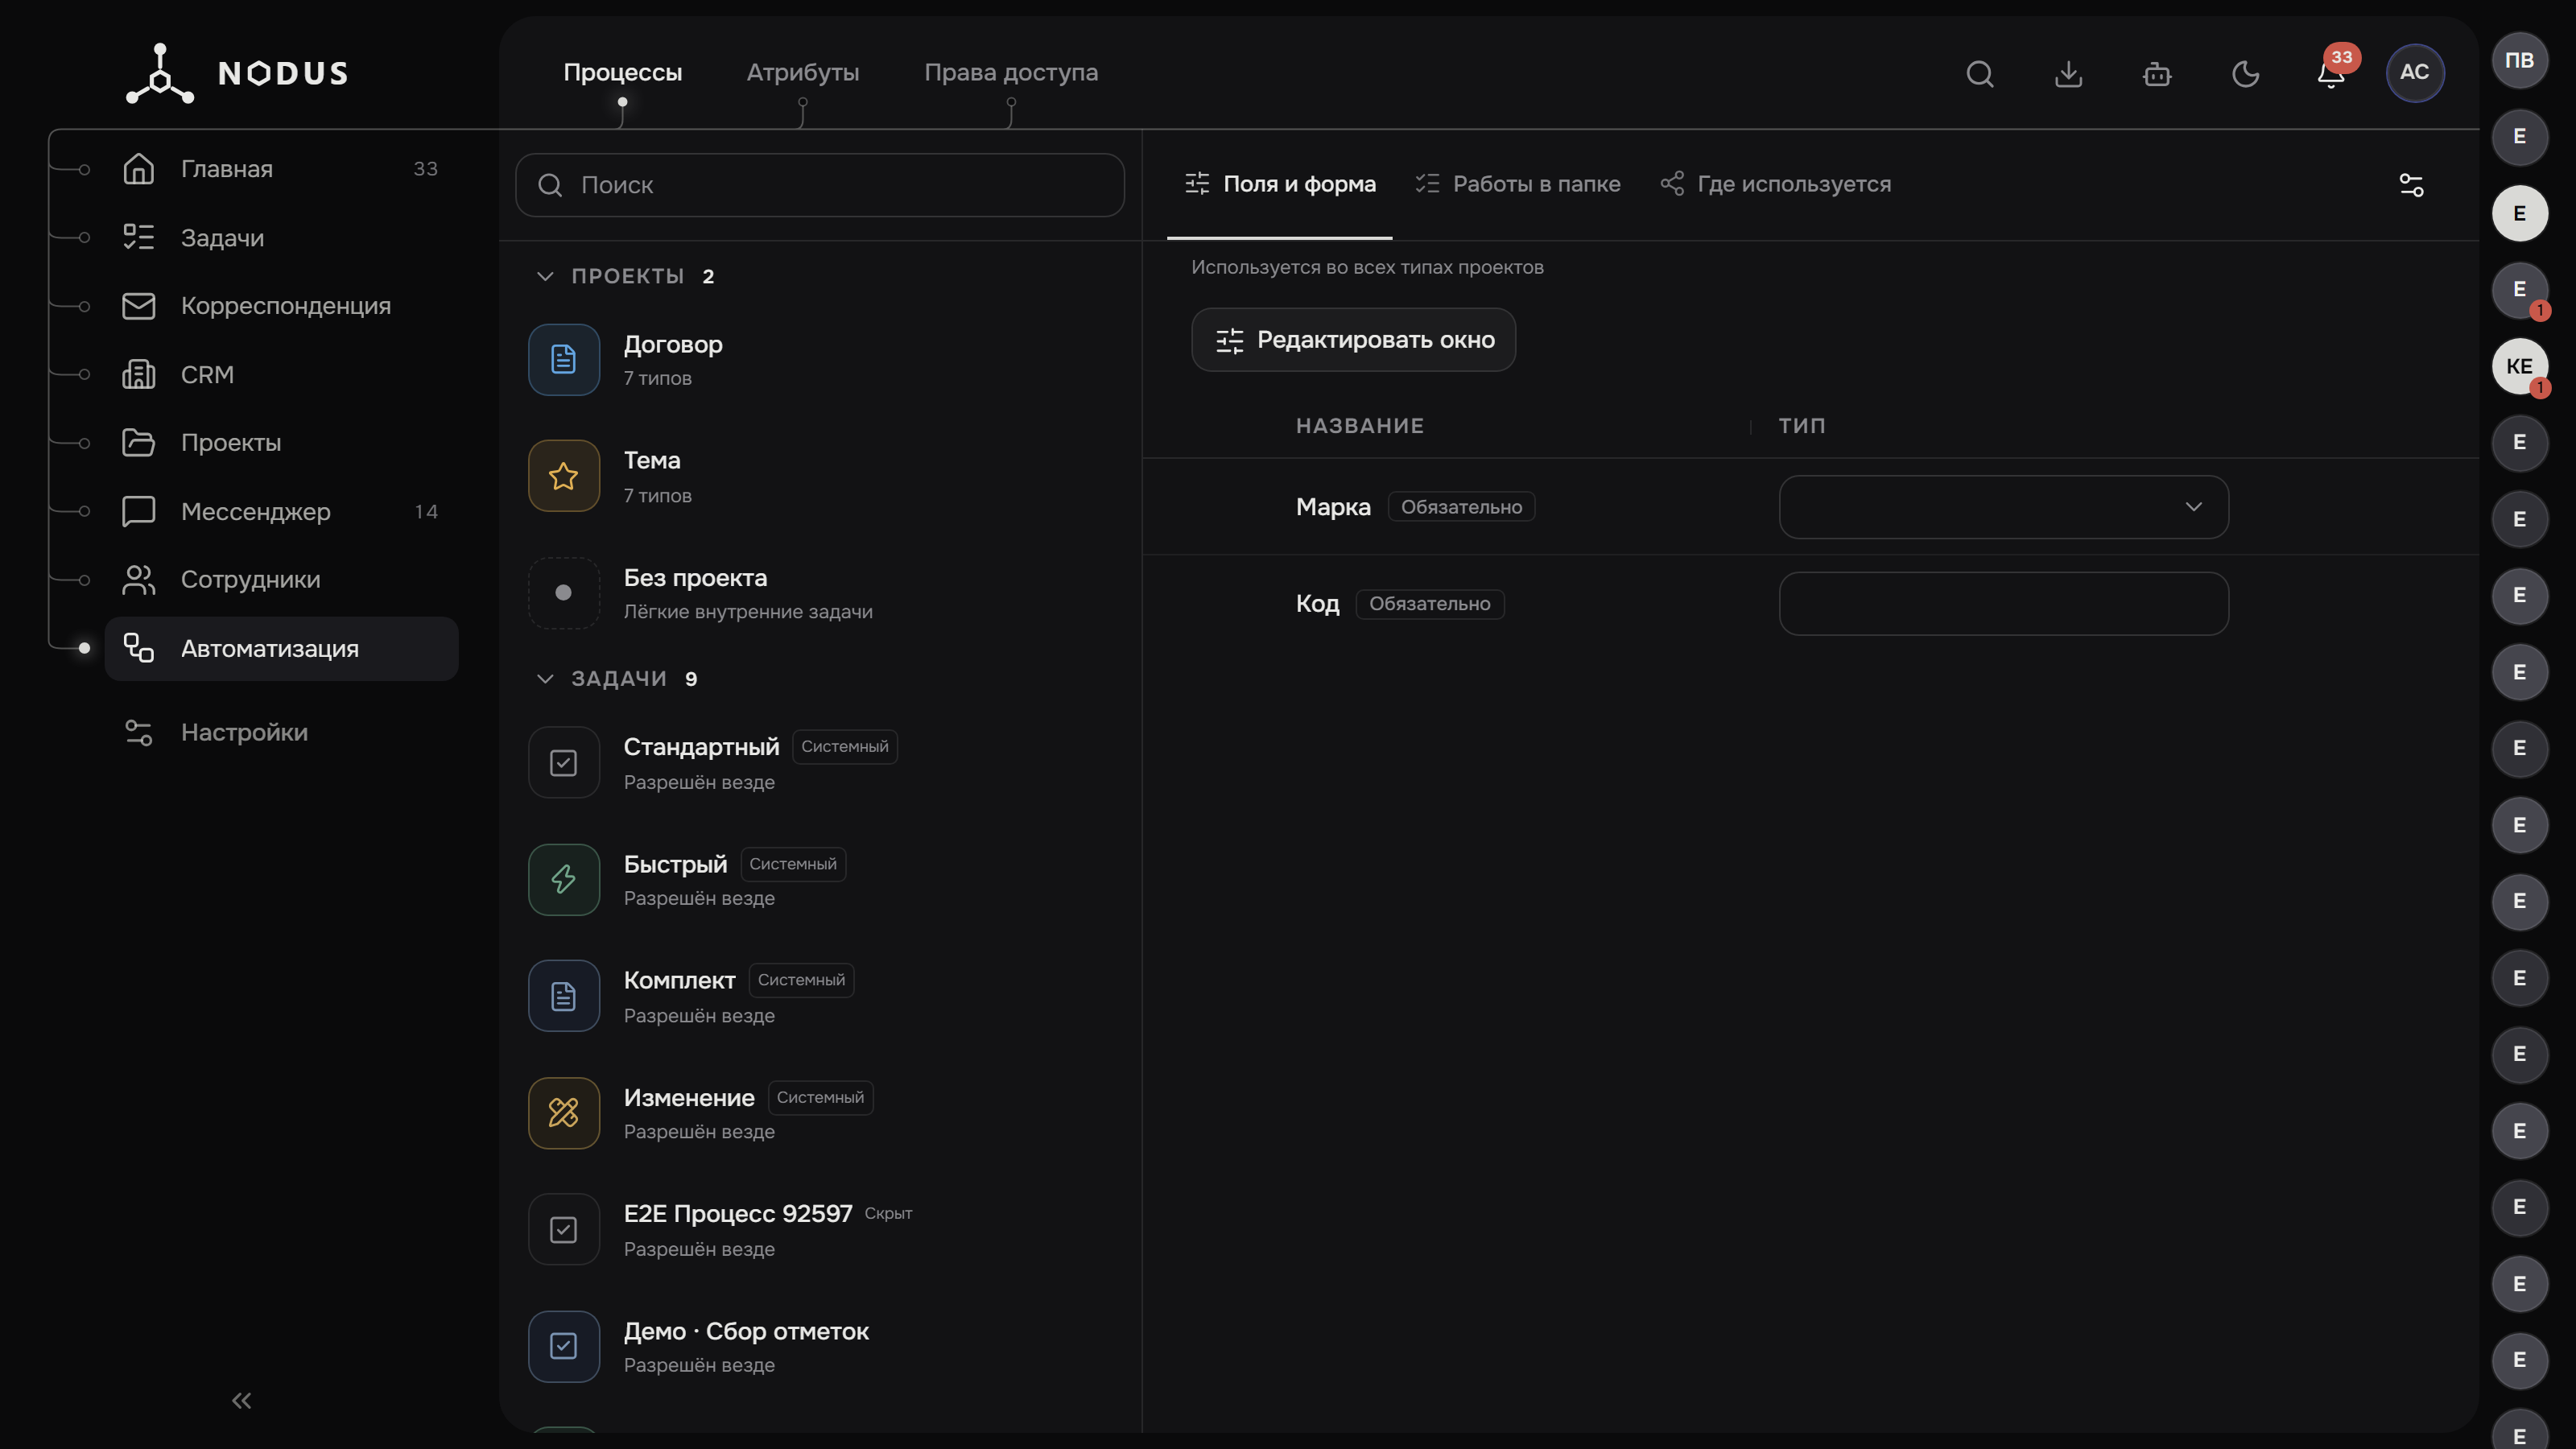 NODUS
Процессы
Атрибуты
Права доступа
33
АС
Главная
33
Задачи
Корреспонденция
CRM
Проекты
Мессенджер
14
Сотрудники
Автоматизация
Настройки
Поиск
ПРОЕКТЫ 2
Договор
7 типов
Тема
7 типов
Без проекта
Лёгкие внутренние задачи
ЗАДАЧИ 9
Стандартный Системный
Разрешён везде
Быстрый Системный
Разрешён везде
Комплект Системный
Разрешён везде
Изменение Системный
Разрешён везде
E2E Процесс 92597 Скрыт
Разрешён везде
Демо · Сбор отметок
Разрешён везде
Поля и форма
Работы в папке
Где используется
Используется во всех типах проектов
Редактировать окно
НАЗВАНИЕ
ТИП
Марка Обязательно
Код Обязательно
ПВ
Е
Е
Е
1
КЕ
1
Е
Е
Е
Е
Е
Е
Е
Е
Е
Е
Е
Е
Е
Е